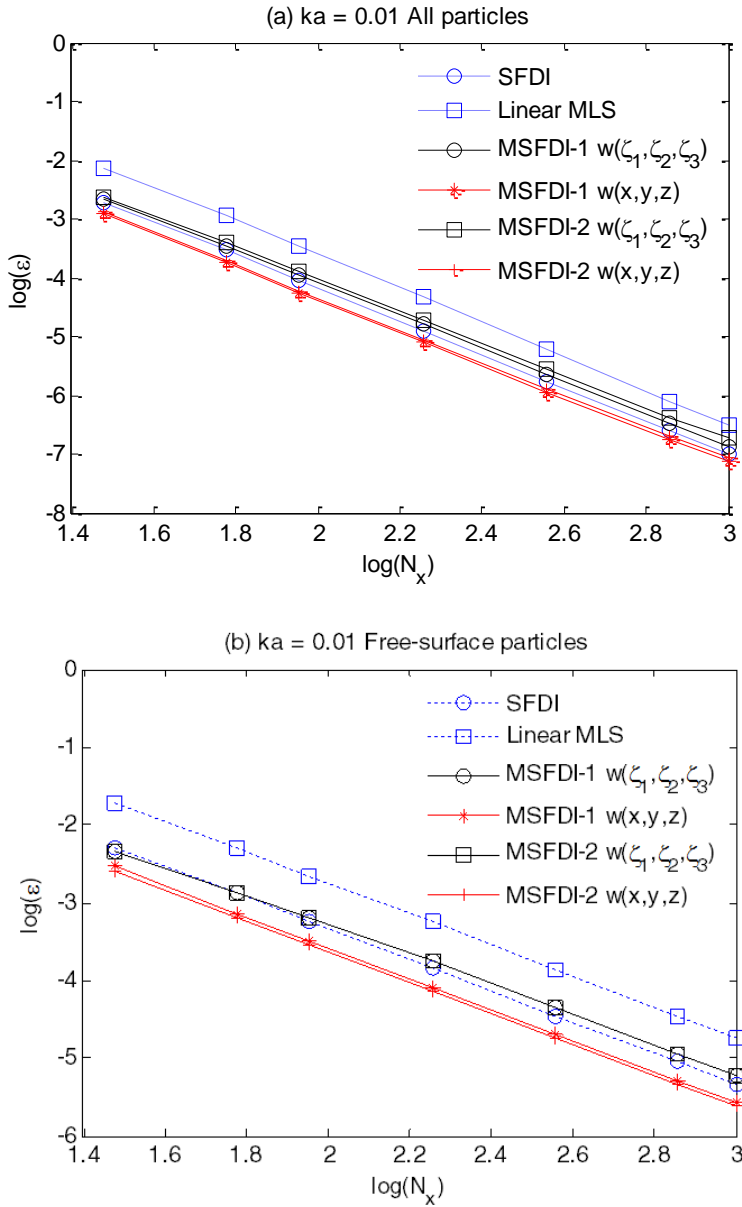 (a) ka = 0.01 All particles
0
-1
-2
-3
-4
-5
-6
-7
-8
log(ε)
SFDI
Linear MLS
MSFDI-1 w(ζ₁,ζ₂,ζ₃)
MSFDI-1 w(x,y,z)
MSFDI-2 w(ζ₁,ζ₂,ζ₃)
MSFDI-2 w(x,y,z)
1.4 1.6 1.8 2 2.2 2.4 2.6 2.8 3
log(Nₓ)
(b) ka = 0.01 Free-surface particles
0
-1
-2
-3
-4
-5
-6
log(ε)
SFDI
Linear MLS
MSFDI-1 w(ζ₁,ζ₂,ζ₃)
MSFDI-1 w(x,y,z)
MSFDI-2 w(ζ₁,ζ₂,ζ₃)
MSFDI-2 w(x,y,z)
1.4 1.6 1.8 2 2.2 2.4 2.6 2.8 3
log(Nₓ)